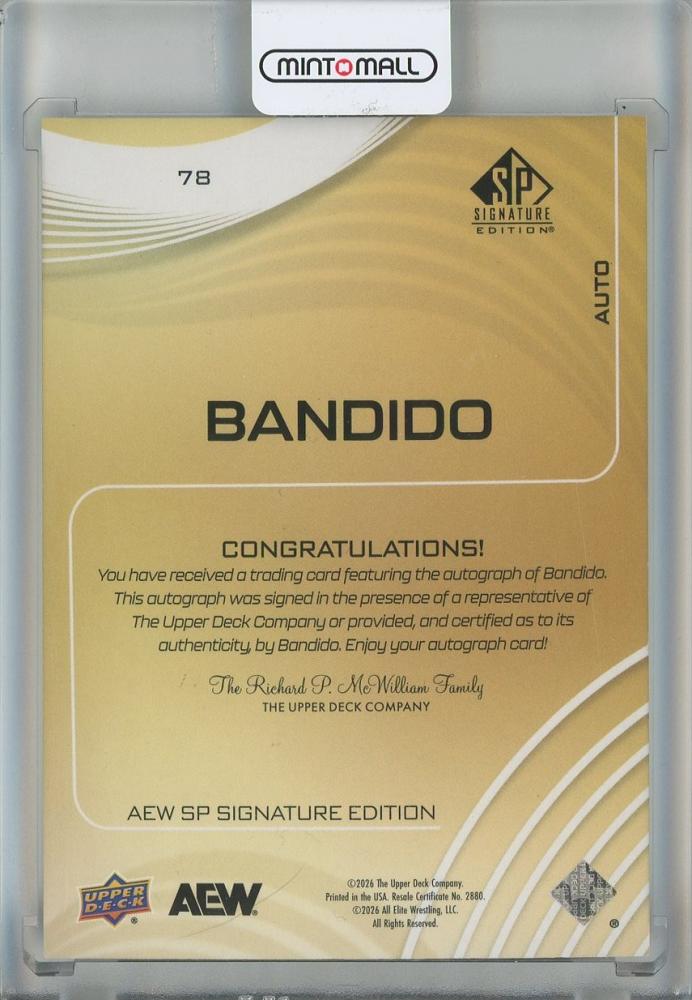 MINTMALL
78
SP
SIGNATURE
EDITION®
AUTO
BANDIDO
CONGRATULATIONS!
You have received a trading card featuring the autograph of Bandido.
This autograph was signed in the presence of a representative of
The Upper Deck Company or provided, and certified as to its
authenticity, by Bandido. Enjoy your autograph card!
The Richard P. McWilliam Family
THE UPPER DECK COMPANY
AEW SP SIGNATURE EDITION
UPPER
D·E·C·K
®
AEW®
©2026 The Upper Deck Company.
Printed in the USA. Resale Certificate No. 2880.
©2026 All Elite Wrestling, LLC.
All Rights Reserved.
®